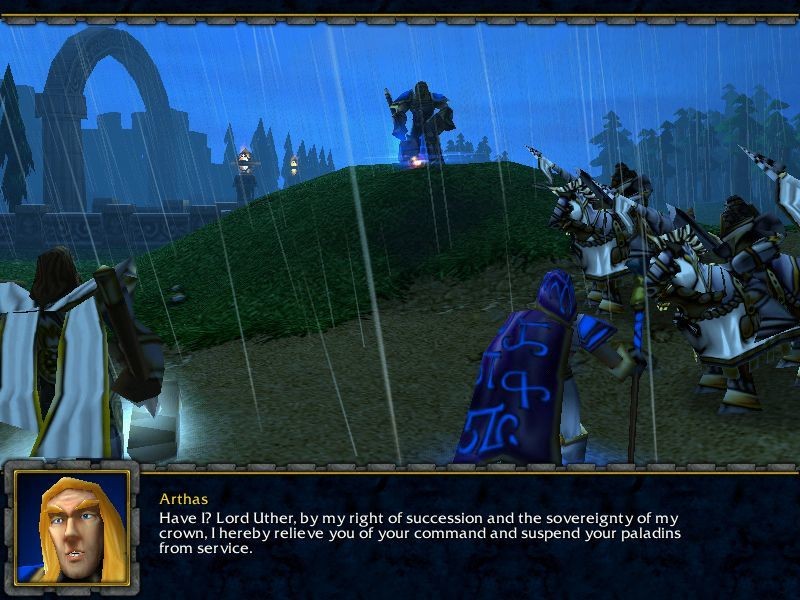 Arthas
Have I? Lord Uther, by my right of succession and the sovereignty of my
crown, I hereby relieve you of your command and suspend your paladins
from service.